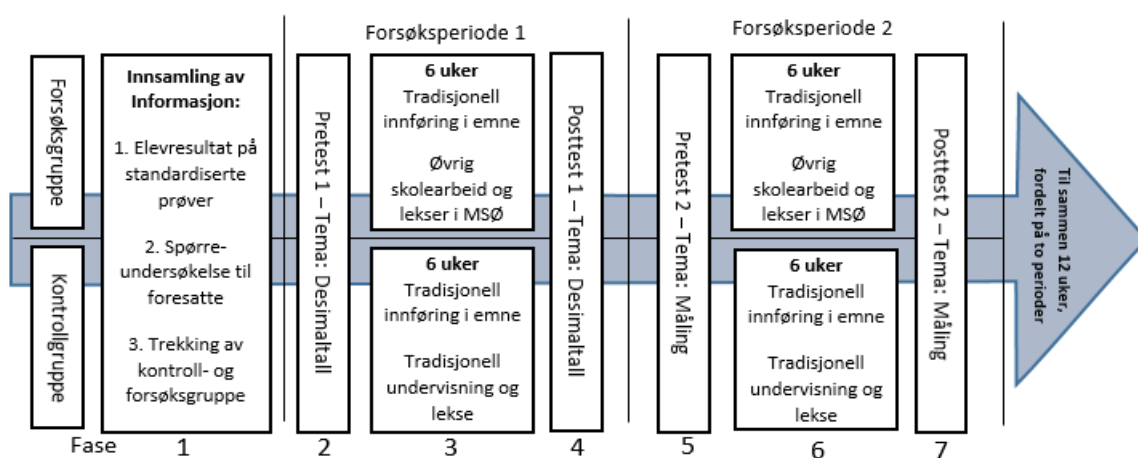 Forsøksperiode 1
Forsøksperiode 2
Forsøksgruppe
Kontrollgruppe
Innsamling av
Informasjon:
1. Elevresultat på
standardiserte
prøver
2. Spørre-
undersøkelse til
foresatte
3. Trekking av
kontroll- og
forsøksgruppe
Pretest 1 – Tema: Desimaltall
6 uker
Tradisjonell
innføring i emne
Øvrig
skolearbeid og
lekser i MSØ
6 uker
Tradisjonell
innføring i emne
Tradisjonell
undervisning og
lekse
Posttest 1 – Tema: Desimaltall
Pretest 2 – Tema: Måling
6 uker
Tradisjonell
innføring i emne
Øvrig
skolearbeid og
lekser i MSØ
6 uker
Tradisjonell
innføring i emne
Tradisjonell
undervisning og
lekse
Posttest 2 – Tema: Måling
Til sammen 12 uker,
fordelt på to perioder
Fase 1 2 3 4 5 6 7